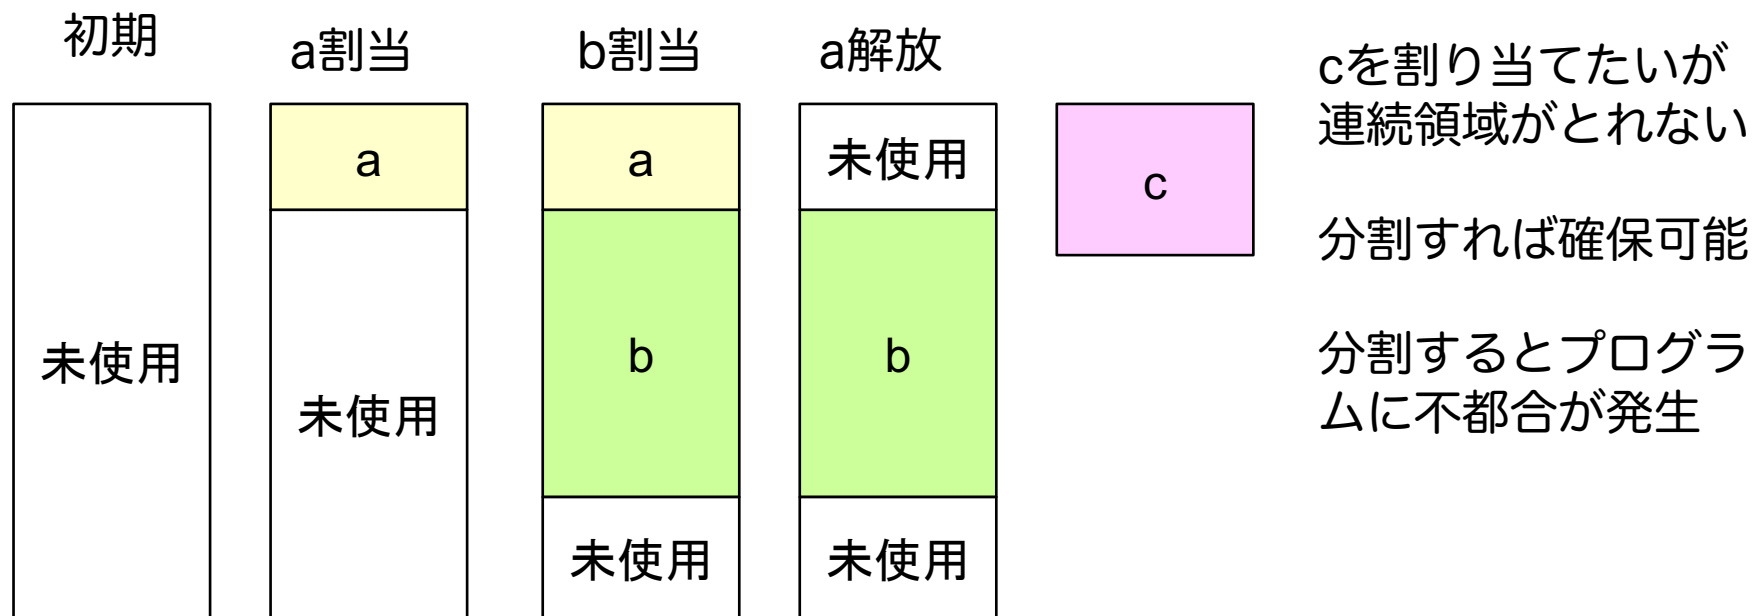 初期
a割当
b割当
a解放
未使用
a
未使用
a
b
未使用
未使用
b
未使用
c
cを割り当てたいが
連続領域がとれない
分割すれば確保可能
分割するとプログラ
ムに不都合が発生